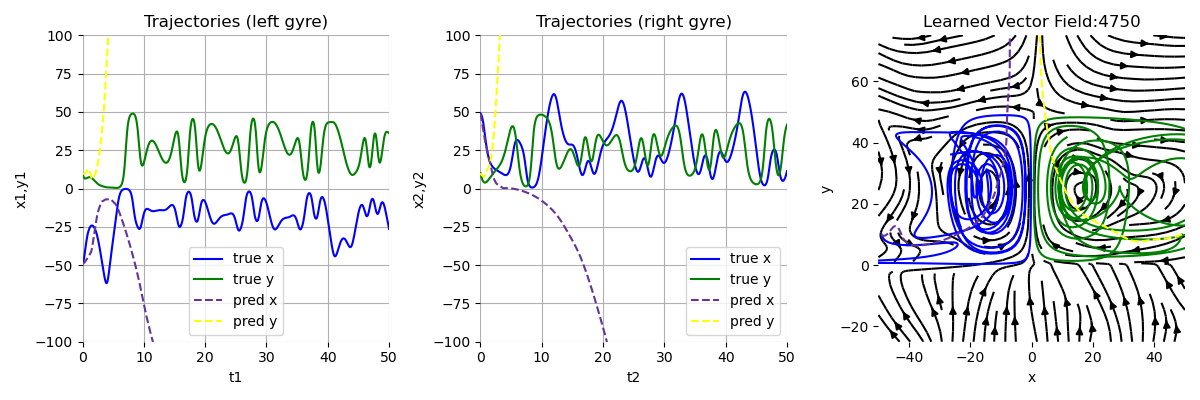 Trajectories (left gyre)
100
75
50
25
0
−25
−50
−75
−100
0 10 20 30 40 50
x1,y1
t1
true x
true y
pred x
pred y
Trajectories (right gyre)
100
75
50
25
0
−25
−50
−75
−100
0 10 20 30 40 50
x2,y2
t2
true x
true y
pred x
pred y
Learned Vector Field:4750
60
40
20
0
−20
−40 −20 0 20 40
y
x